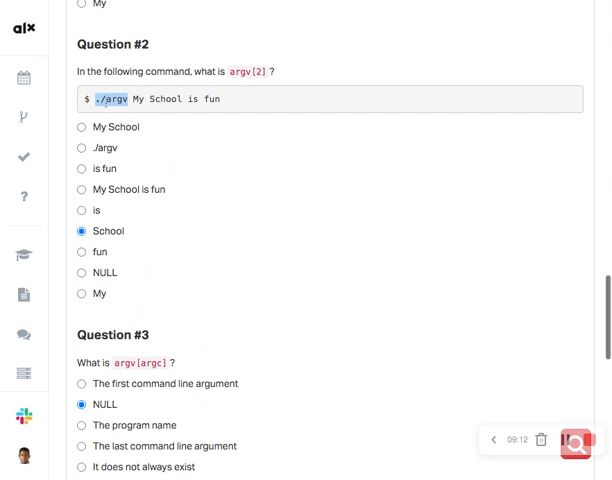 My
alx
Question #2
In the following command, what is argv[2] ?
$ ./argv My School is fun
My School
./argv
is fun
My School is fun
is
School
fun
NULL
My
Question #3
What is argv[argc] ?
The first command line argument
NULL
The program name
The last command line argument
It does not always exist
09:12